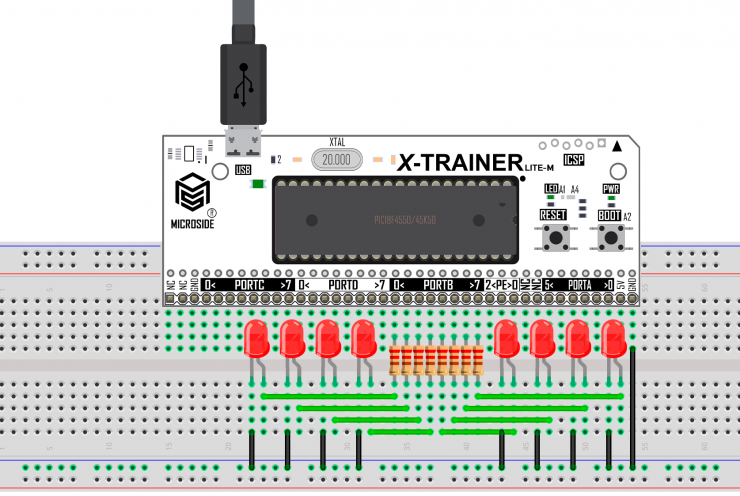 XTAL
20.000
2
X-TRAINER LITE-M
ICSP
USB
LED A1 A4
PWR
MICROSIDE
RESET
BOOT A2
PIC18F4550/45K50
NC NC GND 0< PORTC >7 0< PORTD >7 0< PORTB >7 2<PE>0 NC NC 5< PORTA >0 5V GND
1 5 10 15 20 30 35 40 45 55 60